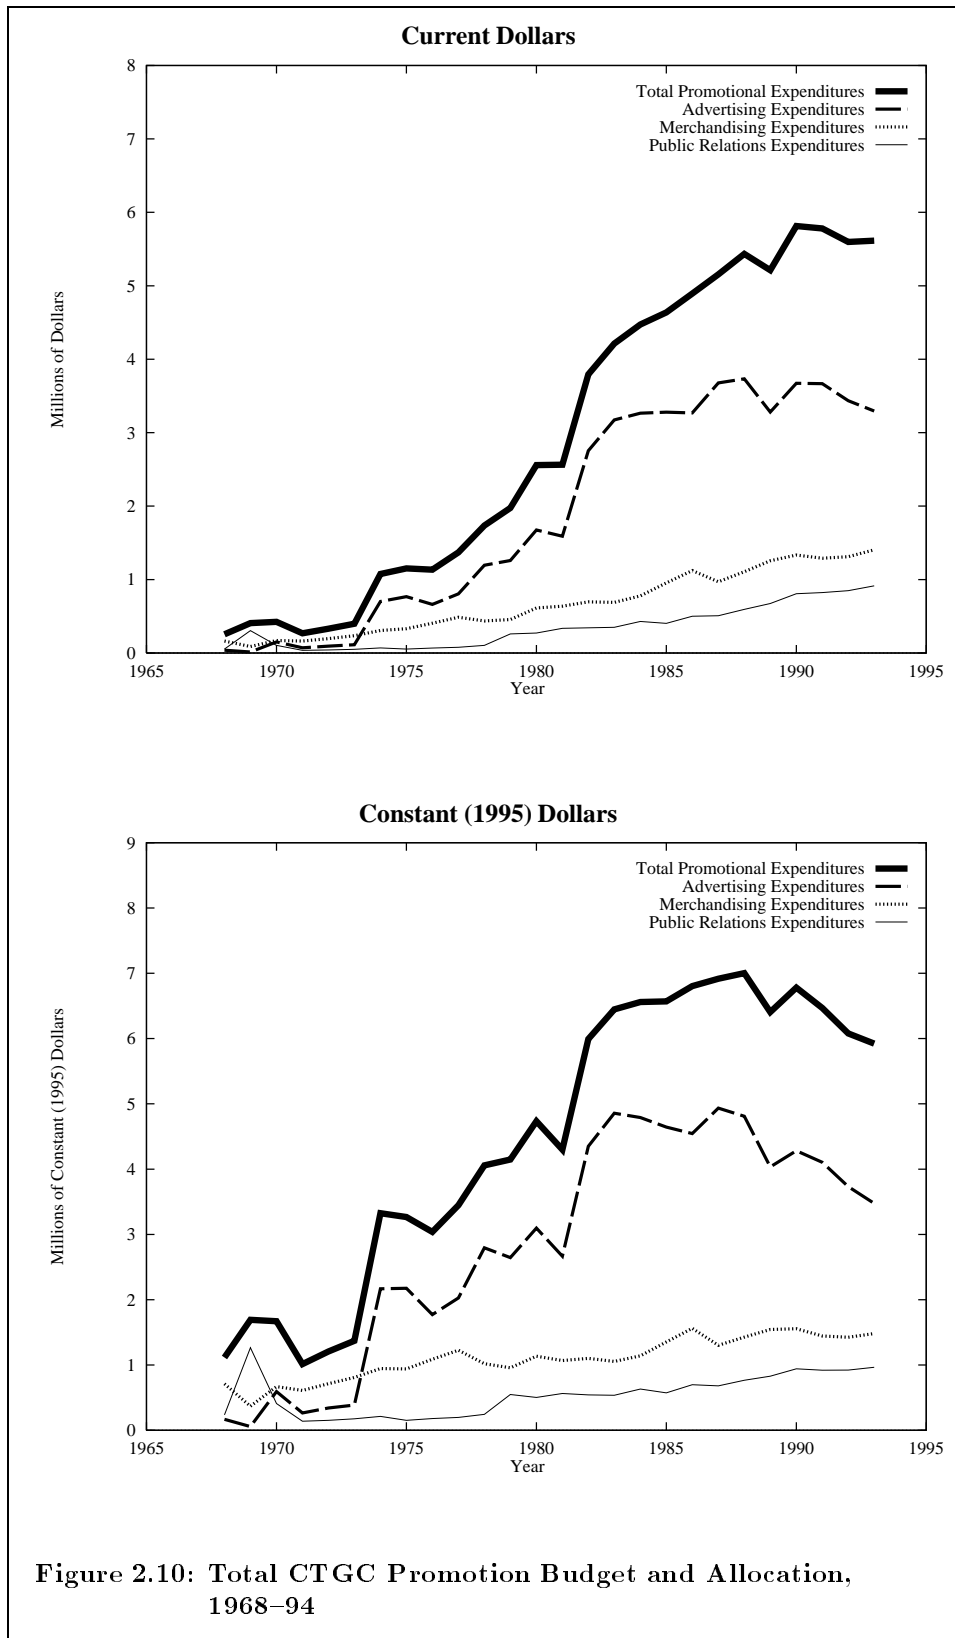 Current Dollars
8
7
6
5
4
3
2
1
0
Millions of Dollars
Total Promotional Expenditures
Advertising Expenditures
Merchandising Expenditures
Public Relations Expenditures
1965 1970 1975 1980 1985 1990 1995
Year
Constant (1995) Dollars
9
8
7
6
5
4
3
2
1
0
Millions of Constant (1995) Dollars
Total Promotional Expenditures
Advertising Expenditures
Merchandising Expenditures
Public Relations Expenditures
1965 1970 1975 1980 1985 1990 1995
Year
Figure 2.10: Total CTGC Promotion Budget and Allocation,
1968–94